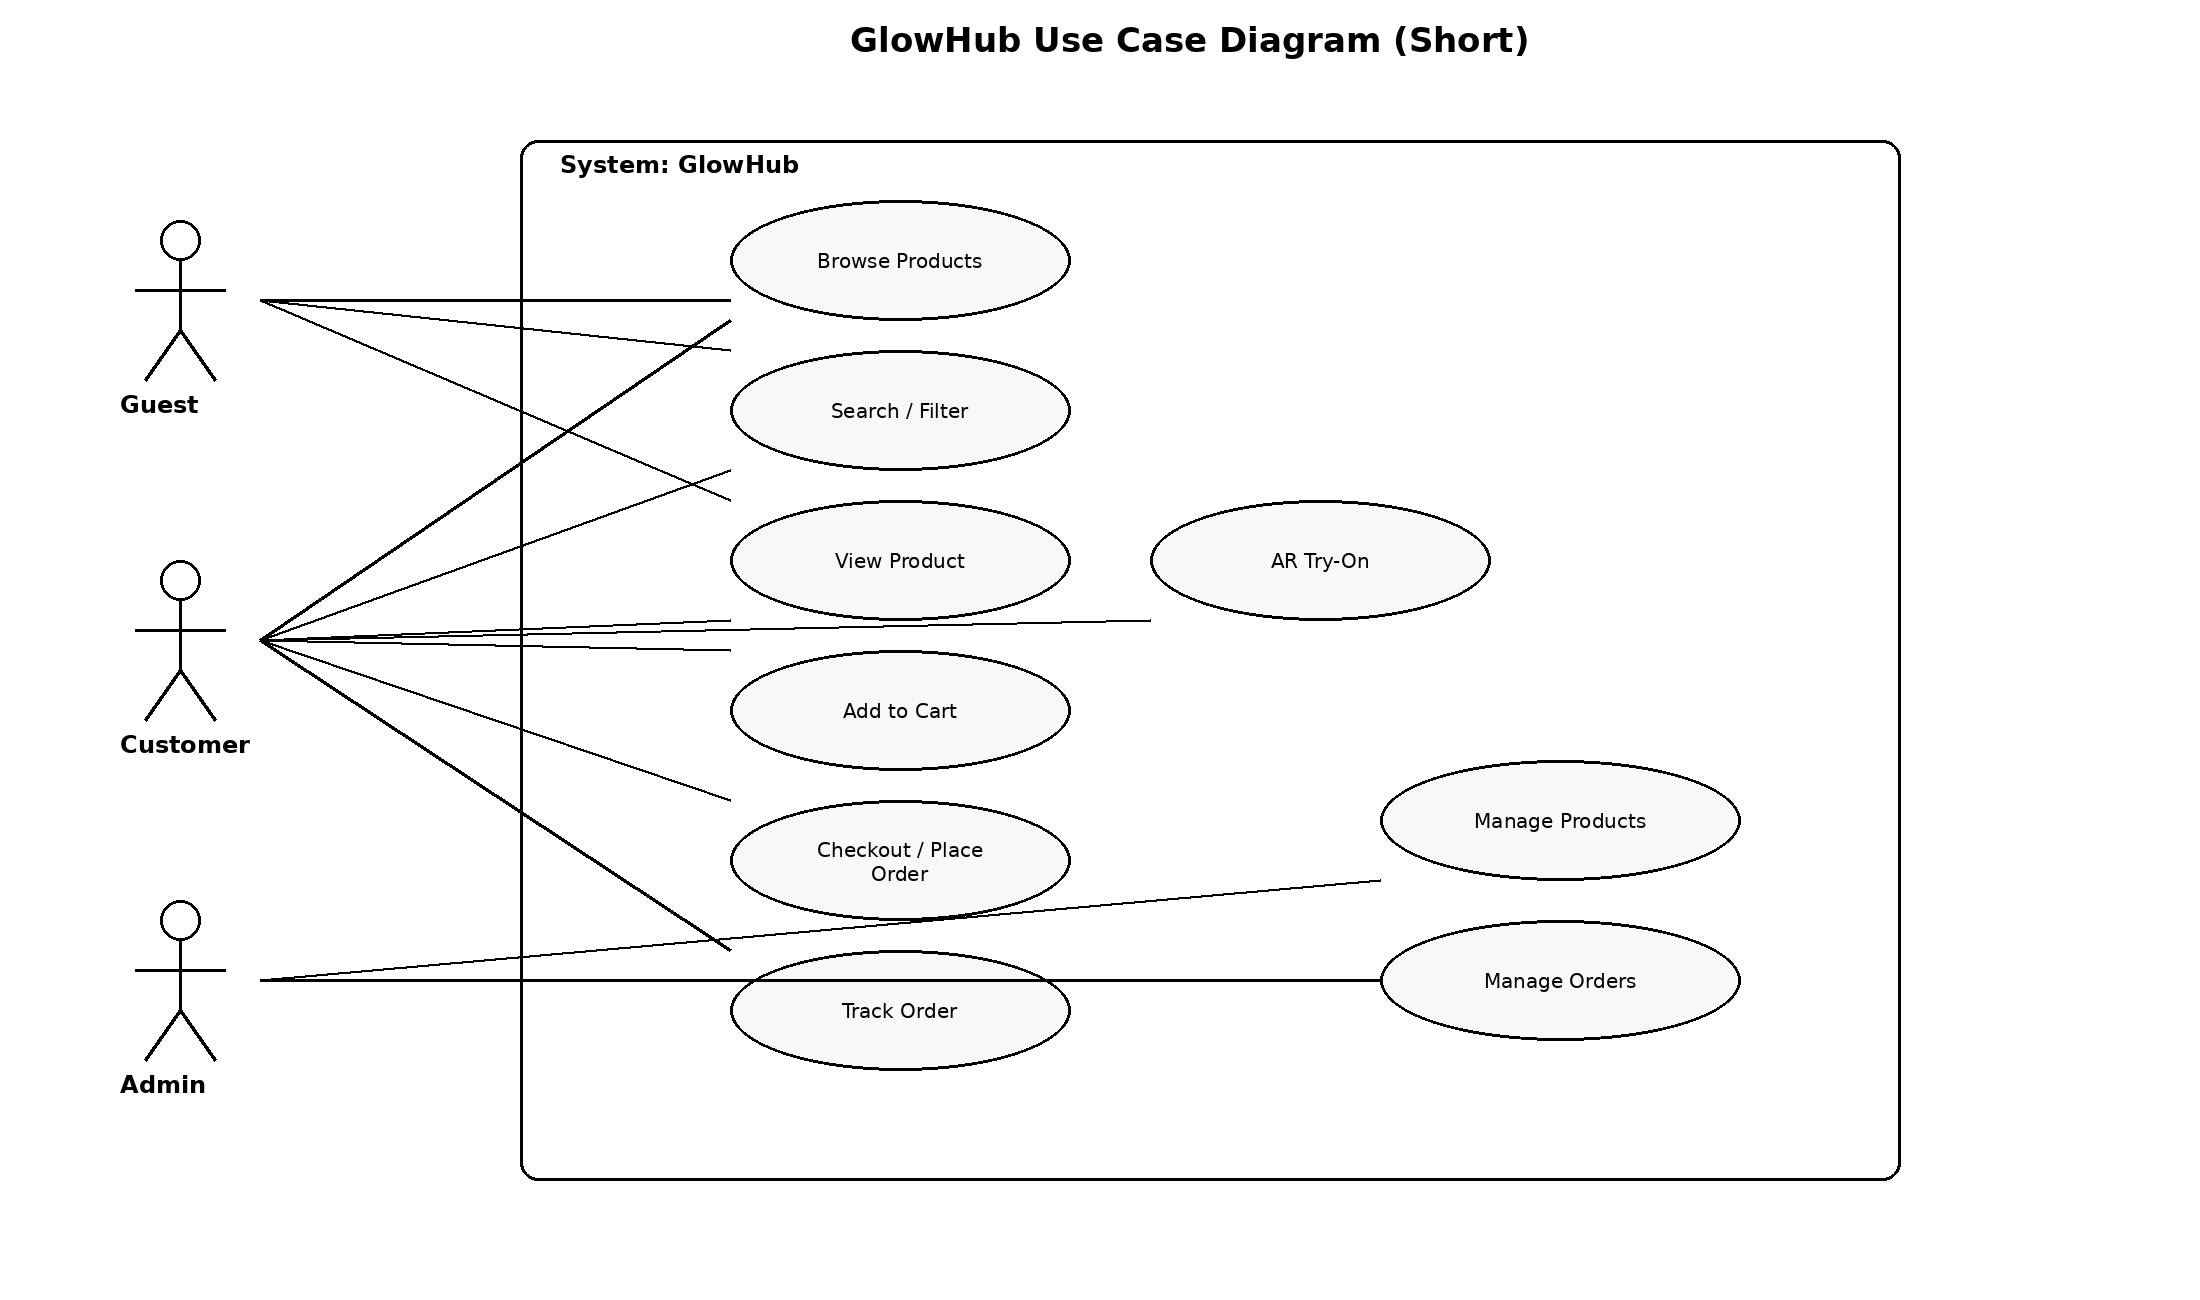 GlowHub Use Case Diagram (Short)
System: GlowHub
Browse Products
Guest
Search / Filter
View Product
AR Try-On
Customer
Add to Cart
Manage Products
Checkout / Place
Order
Manage Orders
Track Order
Admin